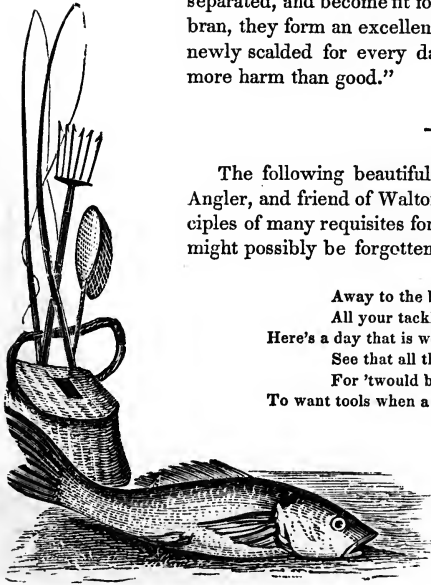 separated, and become fit fo
bran, they form an excellen
newly scalded for every da
more harm than good."
The following beautiful
Angler, and friend of Walto
ciples of many requisites for
might possibly be forgotten
Away to the
All your tackl
Here's a day that is w
See that all th
For 'twould b
To want tools when a